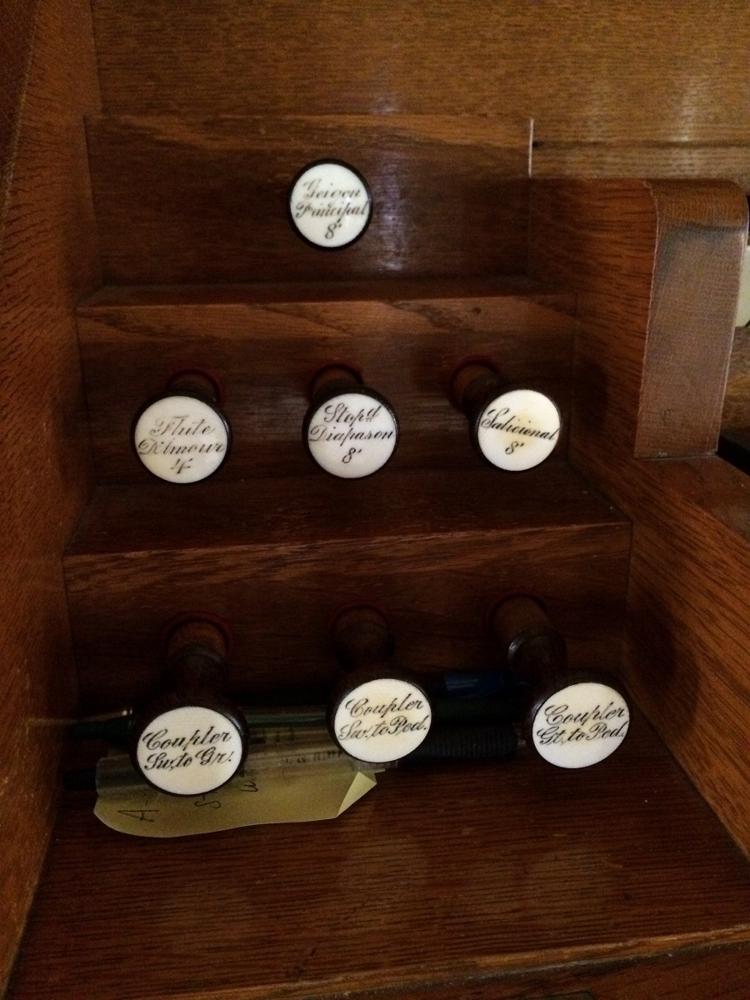 Geigen
Principal
8'
Flute
D'Amour
4'
Stop'd
Diapason
8'
Salicional
8'
Coupler
Sw. to Gr.
Coupler
Sw. to Ped.
Coupler
Gt. to Ped.
A-
S-
W